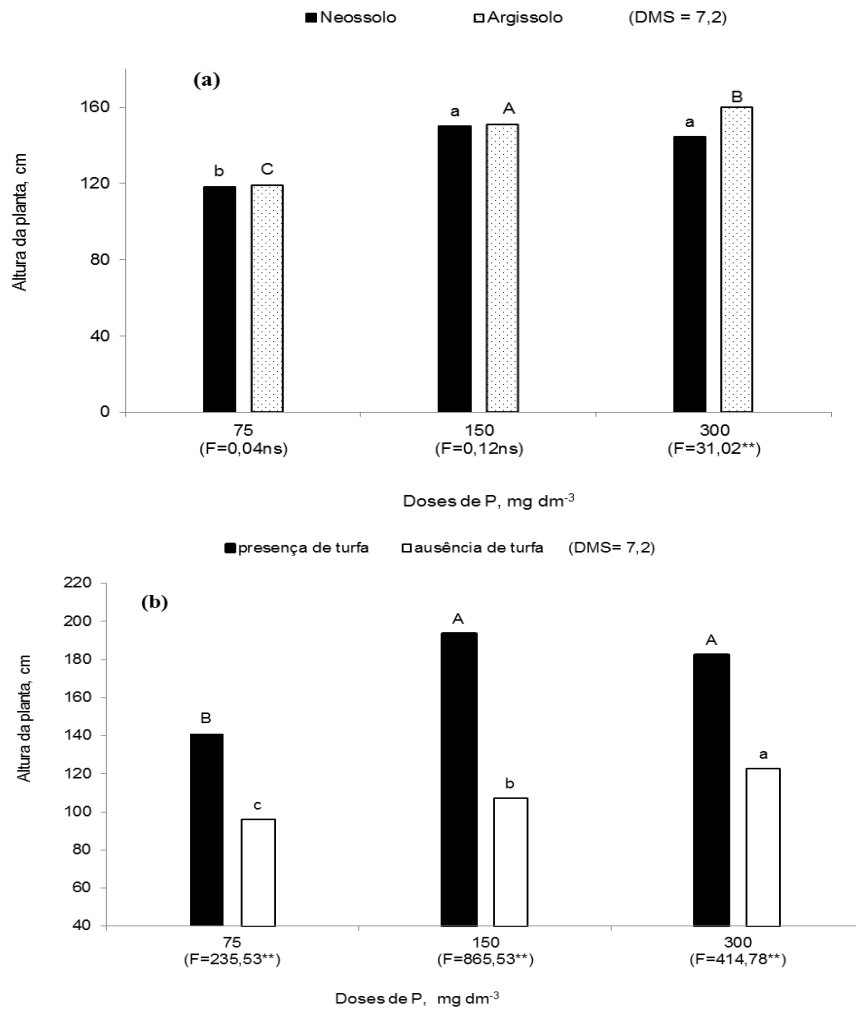 Neossolo Argissolo (DMS = 7,2)
(a)
Altura da planta, cm
160
120
80
40
0
b C
a A
a B
75 150 300
(F=0,04ns) (F=0,12ns) (F=31,02**)
Doses de P, mg dm-3
presença de turfa ausência de turfa (DMS= 7,2)
(b)
Altura da planta, cm
220
200
180
160
140
120
100
80
60
40
B c
A b
A a
75 150 300
(F=235,53**) (F=865,53**) (F=414,78**)
Doses de P, mg dm-3